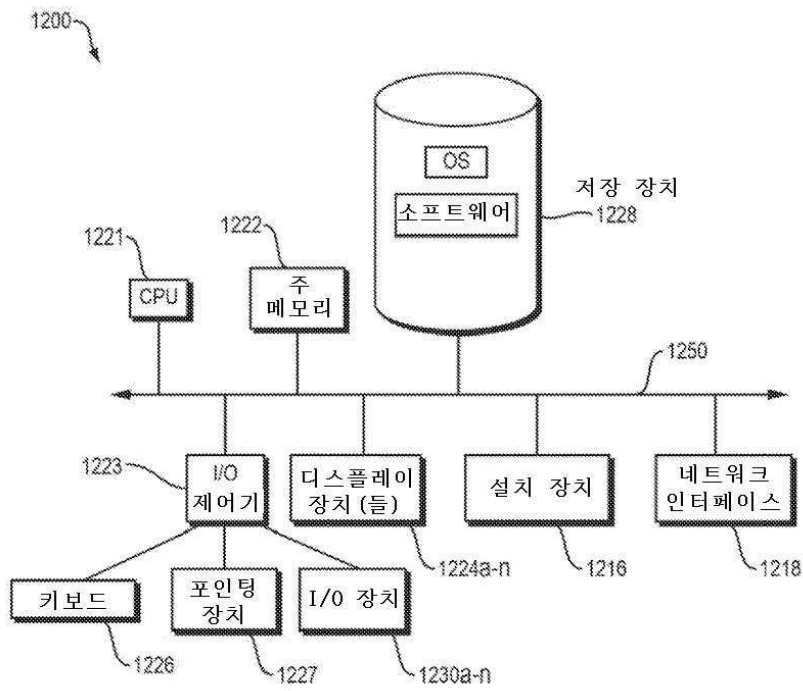 1200
OS
소프트웨어
저장 장치
1228
1221
CPU
1222
주
메모리
1250
1223
I/O
제어기
디스플레이
장치(들)
1224a-n
설치 장치
1216
네트워크
인터페이스
1218
키보드
1226
포인팅
장치
1227
I/O 장치
1230a-n